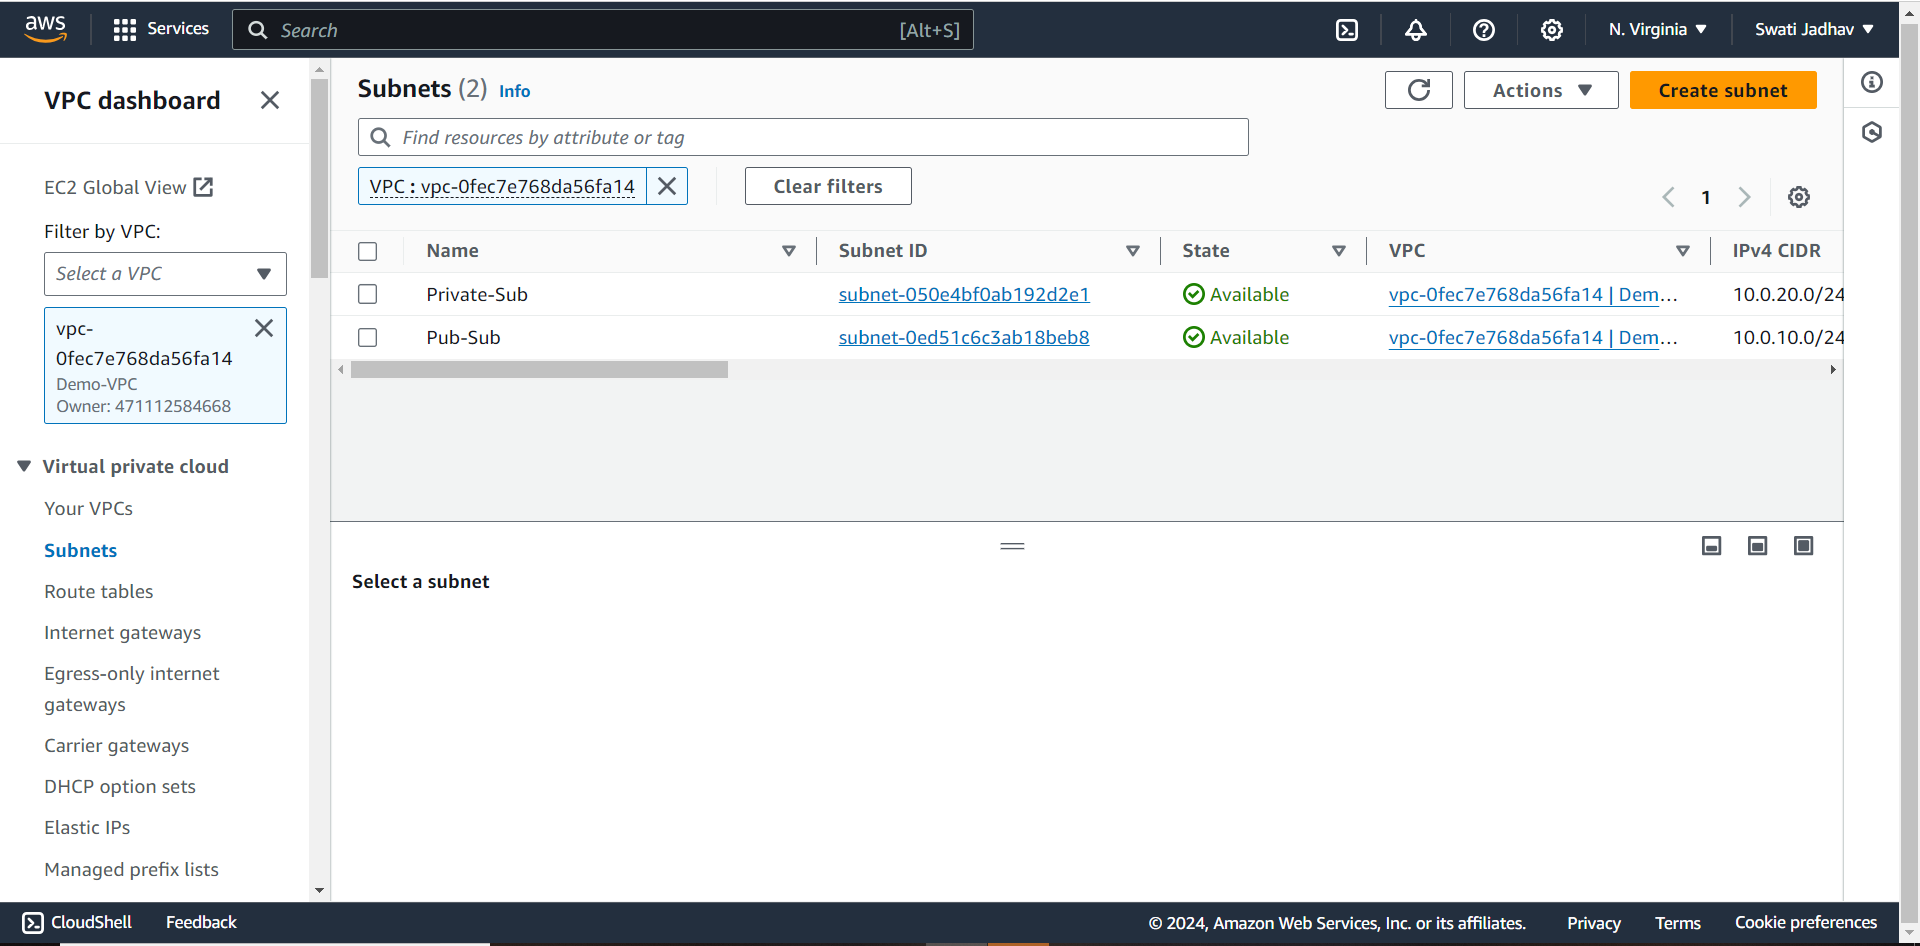 aws
Services
Search [Alt+S]
N. Virginia
Swati Jadhav
VPC dashboard
EC2 Global View
Filter by VPC:
Select a VPC
vpc-
0fec7e768da56fa14
Demo-VPC
Owner: 471112584668
Virtual private cloud
Your VPCs
Subnets
Route tables
Internet gateways
Egress-only internet
gateways
Carrier gateways
DHCP option sets
Elastic IPs
Managed prefix lists
Subnets (2) Info
Actions
Create subnet
Find resources by attribute or tag
VPC : vpc-0fec7e768da56fa14
Clear filters
1
Name Subnet ID State VPC IPv4 CIDR
Private-Sub subnet-050e4bf0ab192d2e1 Available vpc-0fec7e768da56fa14 | Dem... 10.0.20.0/24
Pub-Sub subnet-0ed51c6c3ab18beb8 Available vpc-0fec7e768da56fa14 | Dem... 10.0.10.0/24
Select a subnet
CloudShell Feedback © 2024, Amazon Web Services, Inc. or its affiliates. Privacy Terms Cookie preferences